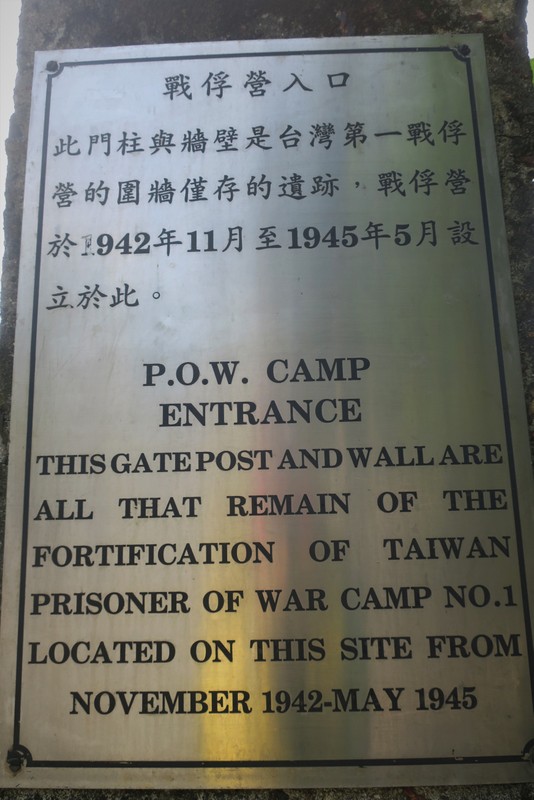 戰俘營入口
此門柱與牆壁是台灣第一戰俘
營的圍牆僅存的遺跡,戰俘營
於1942年11月至1945年5月設
立於此。
P.O.W. CAMP
ENTRANCE
THIS GATE POST AND WALL ARE
ALL THAT REMAIN OF THE
FORTIFICATION OF TAIWAN
PRISONER OF WAR CAMP NO.1
LOCATED ON THIS SITE FROM
NOVEMBER 1942-MAY 1945